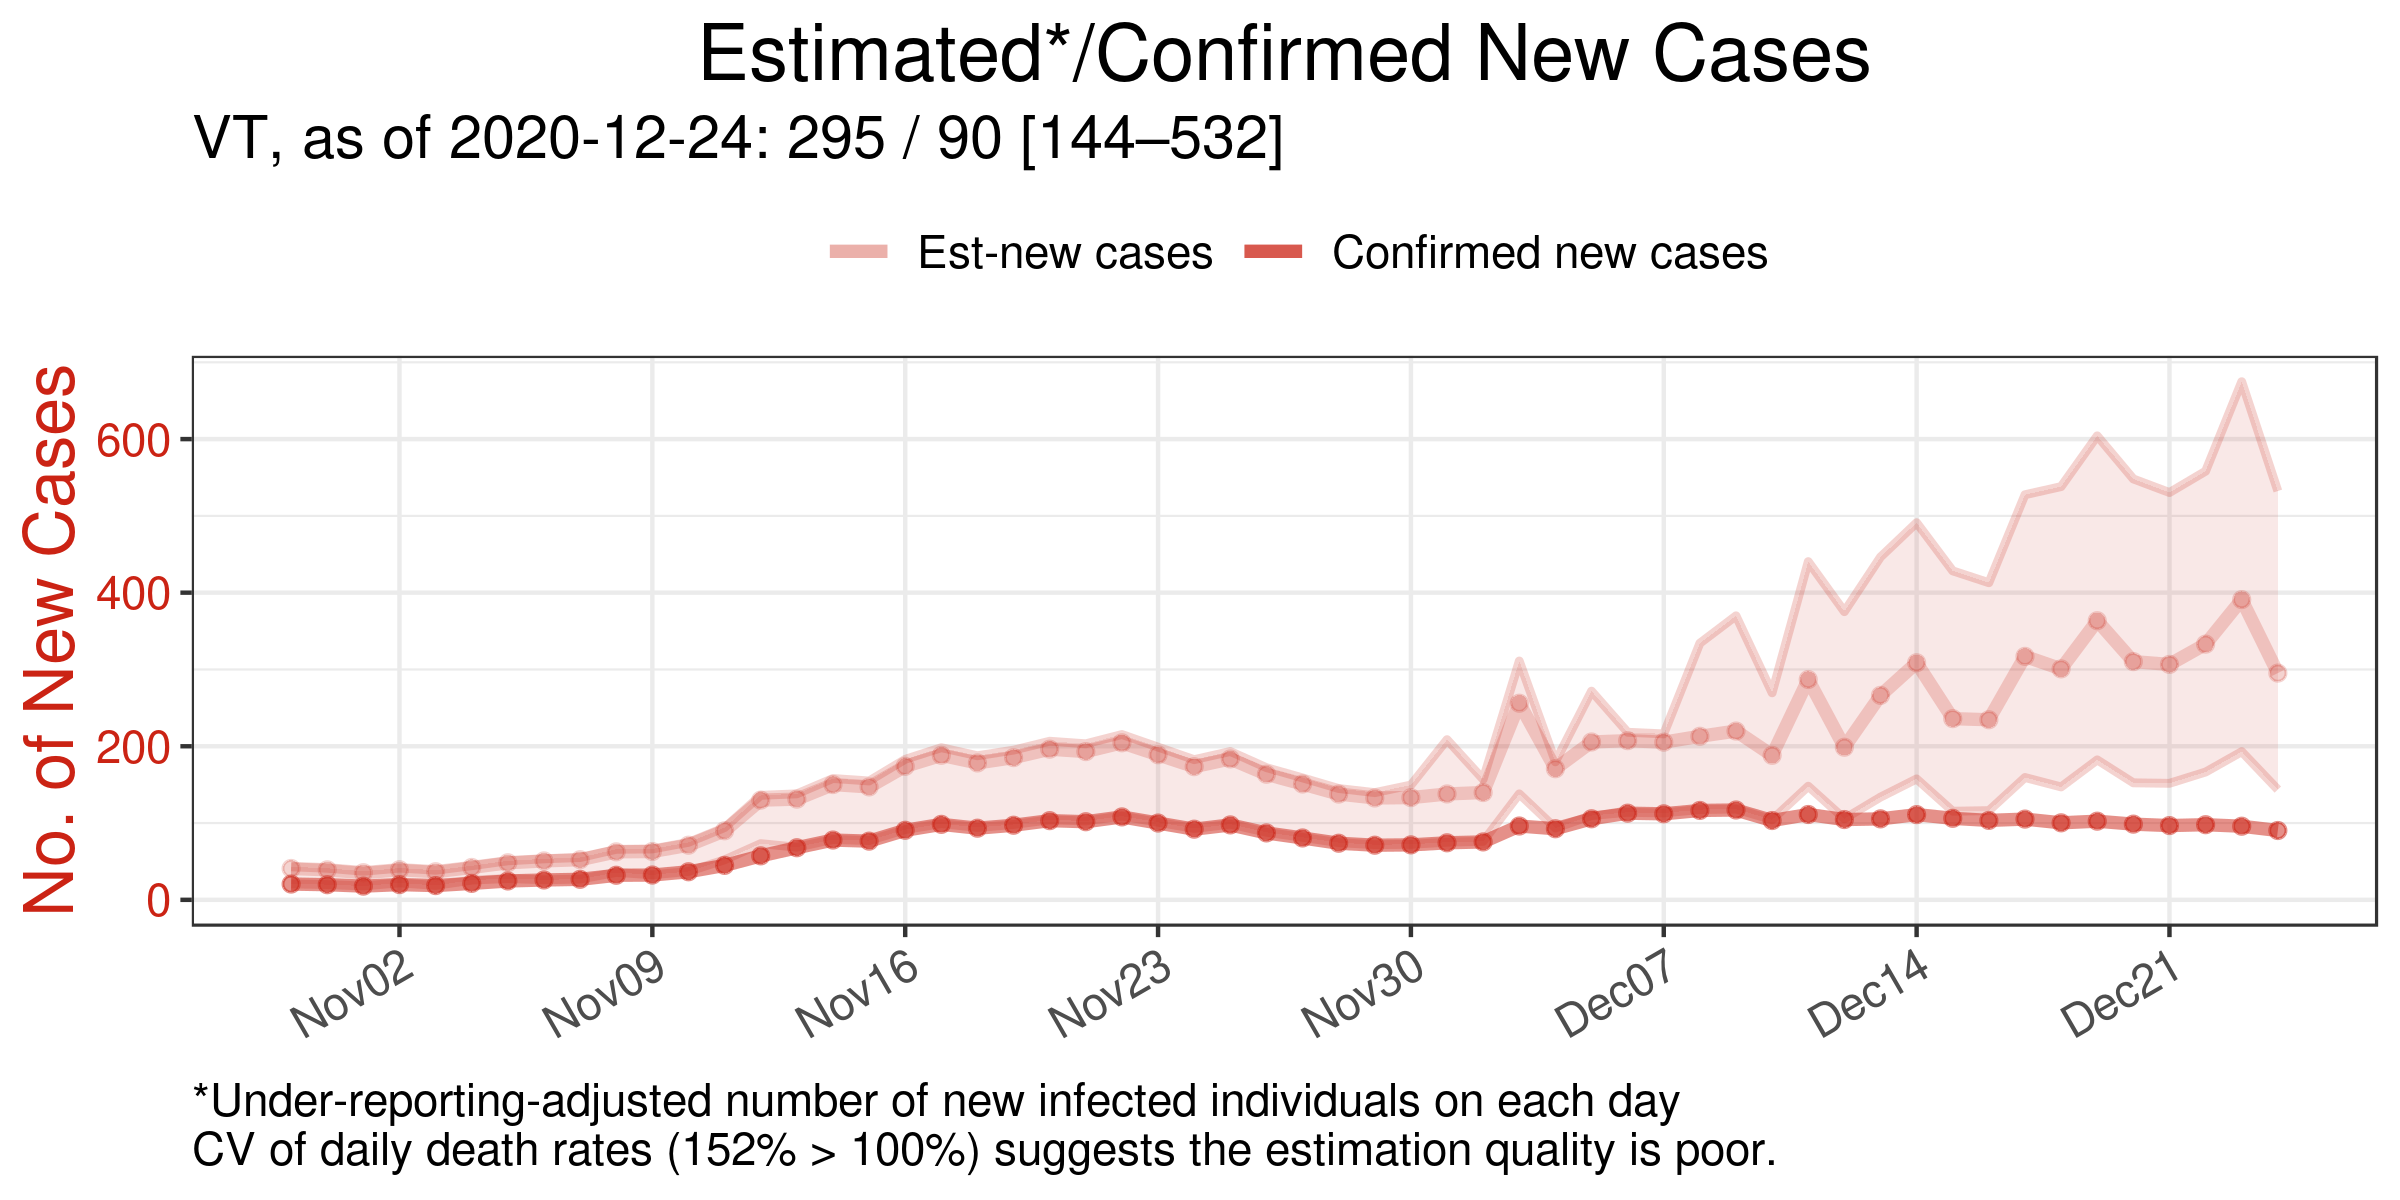 Estimated*/Confirmed New Cases
VT, as of 2020-12-24: 295 / 90 [144–532]
Est-new cases
Confirmed new cases
No. of New Cases
600
400
200
0
Nov02
Nov09
Nov16
Nov23
Nov30
Dec07
Dec14
Dec21
*Under-reporting-adjusted number of new infected individuals on each day
CV of daily death rates (152% > 100%) suggests the estimation quality is poor.